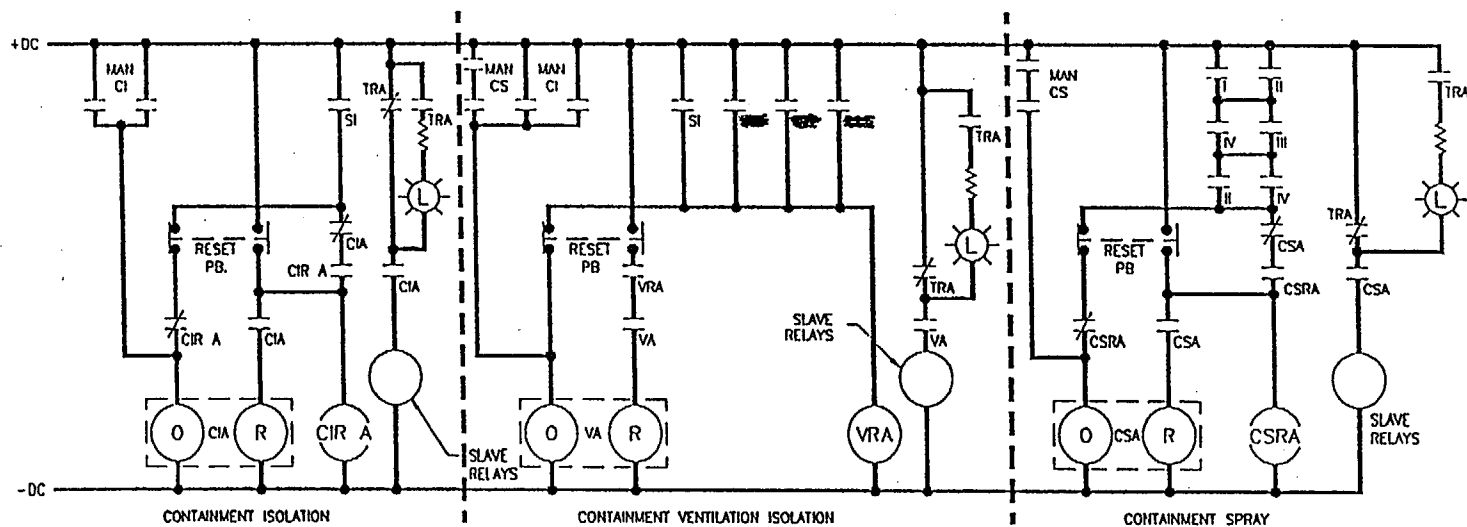 +DC
MAN
CI
SI
TRA
TRA
L
RESET
PB.
CIA
CIR A
CIA
CIR A
CIA
O
CIA
R
CIR A
SLAVE
RELAYS
MAN
CS
MAN
CI
SI
TRA
L
RESET
PB
VRA
TRA
VA
VA
SLAVE
RELAYS
O
VA
R
VRA
MAN
CS
I
II
IV
III
II
IV
TRA
L
TRA
RESET
PB
CSA
CSRA
CSA
CSRA
CSA
O
CSA
R
CSRA
SLAVE
RELAYS
-DC
CONTAINMENT ISOLATION
CONTAINMENT VENTILATION ISOLATION
CONTAINMENT SPRAY